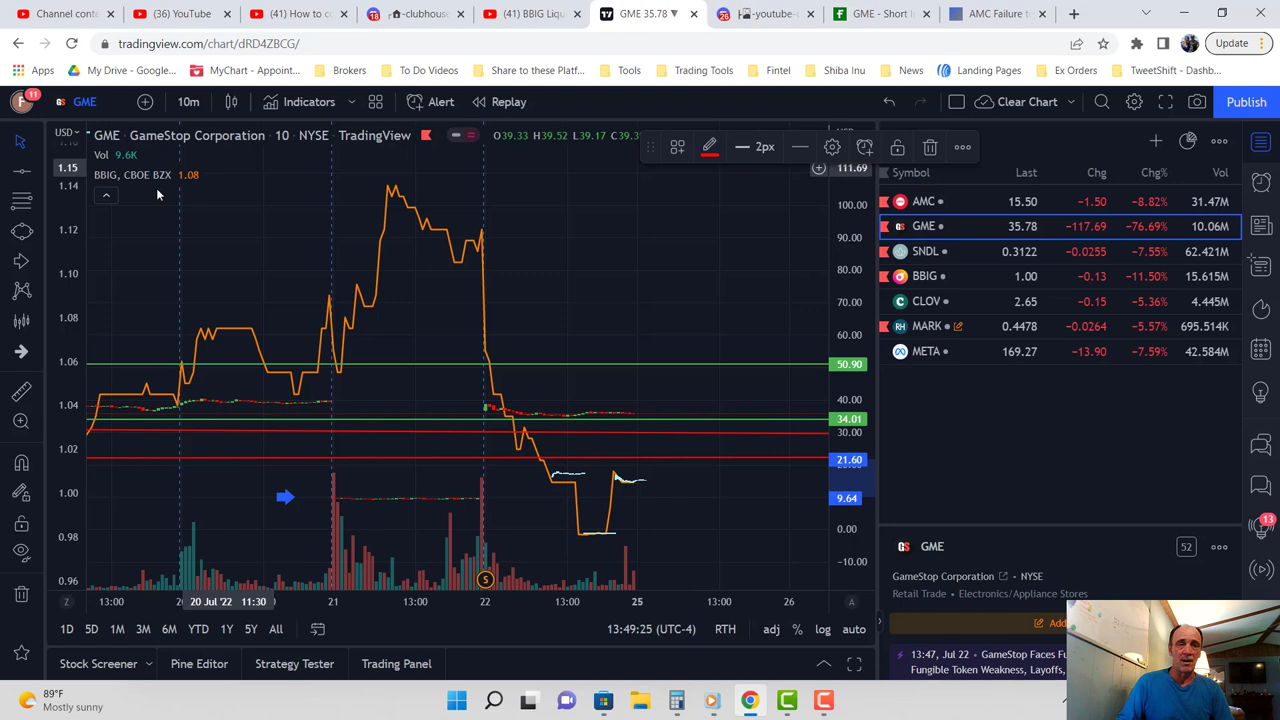 Channel conten
(36) YouTube
(41) How to co
-clubhouse
(41) BBIG Liqu
GME 35.78
-youtube-c
GME - Short I
AMC Failure to
tradingview.com/chart/dRD4ZBCG/
Update
Apps
My Drive - Google...
MyChart - Appoint...
Brokers
To Do Videos
Share to these Platf...
Tools
Trading Tools
Fintel
Shiba Inu
News
Landing Pages
Ex Orders
TweetShift - Dashb...
11
GME
10m
Indicators
Alert
Replay
Clear Chart
Publish
USD
GME · GameStop Corporation · 10 · NYSE · TradingView
O39.33 H39.52 L39.17 C39.3
2px
Vol 9.6K
BBIG, CBOE BZX 1.08
1.15
1.14
1.12
1.10
1.08
1.06
1.04
1.02
1.00
0.98
0.96
111.69
100.00
90.00
80.00
70.00
60.00
50.90
40.00
34.01
30.00
21.60
9.64
0.00
−10.00
S
Z
13:00
20 Jul '22 11:30
21
13:00
22
13:00
25
13:00
26
A
1D
5D
1M
3M
6M
YTD
1Y
5Y
All
13:49:25 (UTC-4)
RTH
adj
%
log
auto
Stock Screener
Pine Editor
Strategy Tester
Trading Panel
Symbol Last Chg Chg% Vol
AMC 15.50 −1.50 −8.82% 31.47M
GME 35.78 −117.69 −76.69% 10.06M
SNDL 0.3122 −0.0255 −7.55% 62.421M
BBIG 1.00 −0.13 −11.50% 15.615M
CLOV 2.65 −0.15 −5.36% 4.445M
MARK 0.4478 −0.0264 −5.57% 695.514K
META 169.27 −13.90 −7.59% 42.584M
13
GME
52
GameStop Corporation · NYSE
Retail Trade · Electronics/Appliance Stores
Add
13:47, Jul 22 · GameStop Faces Fu
Fungible Token Weakness, Layoffs,
89°F
Mostly sunny